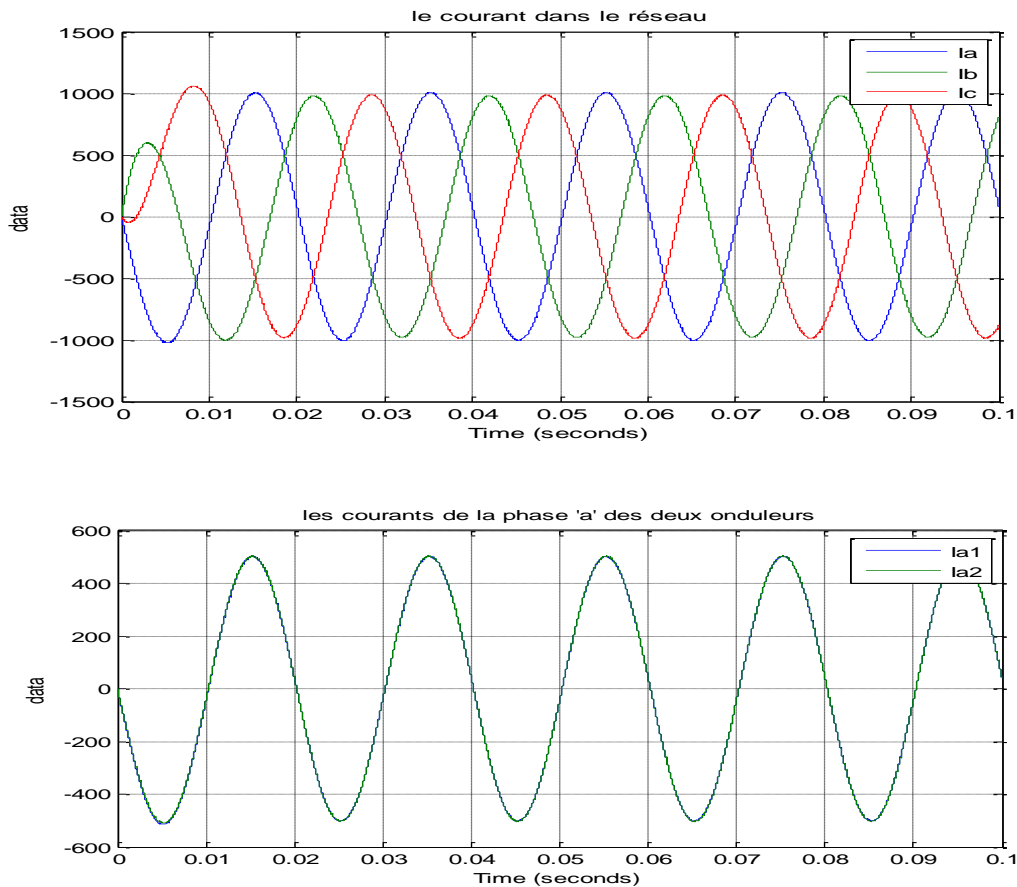 le courant dans le réseau
1500
1000
500
0
-500
-1000
-1500
data
Ia
Ib
Ic
0 0.01 0.02 0.03 0.04 0.05 0.06 0.07 0.08 0.09 0.1
Time (seconds)
les courants de la phase 'a' des deux onduleurs
600
400
200
0
-200
-400
-600
data
Ia1
Ia2
0 0.01 0.02 0.03 0.04 0.05 0.06 0.07 0.08 0.09 0.1
Time (seconds)